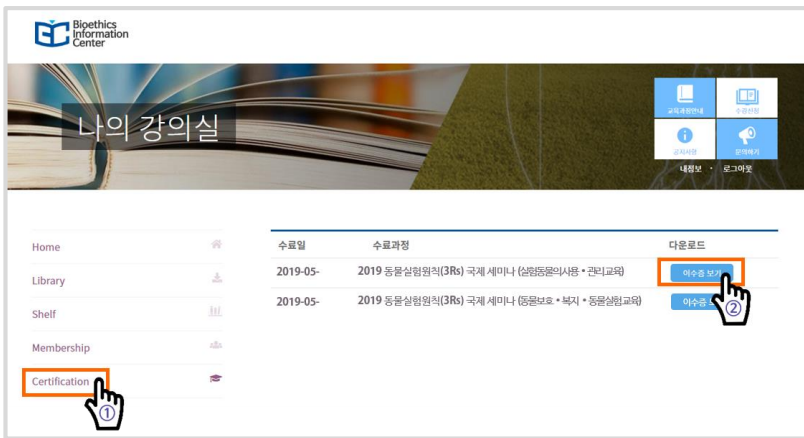 Bioethics
Information
Center
나의 강의실
교육과정안내
수강신청
공지사항
문의하기
내정보 · 로그아웃
Home
Library
Shelf
Membership
Certification
①
수료일 수료과정 다운로드
2019-05- 2019 동물실험원칙(3Rs) 국제 세미나 (실험동물의사용 • 관리교육) 이수증 보기
②
2019-05- 2019 동물실험원칙(3Rs) 국제 세미나 (동물보호 • 복지 • 동물실험교육) 이수증